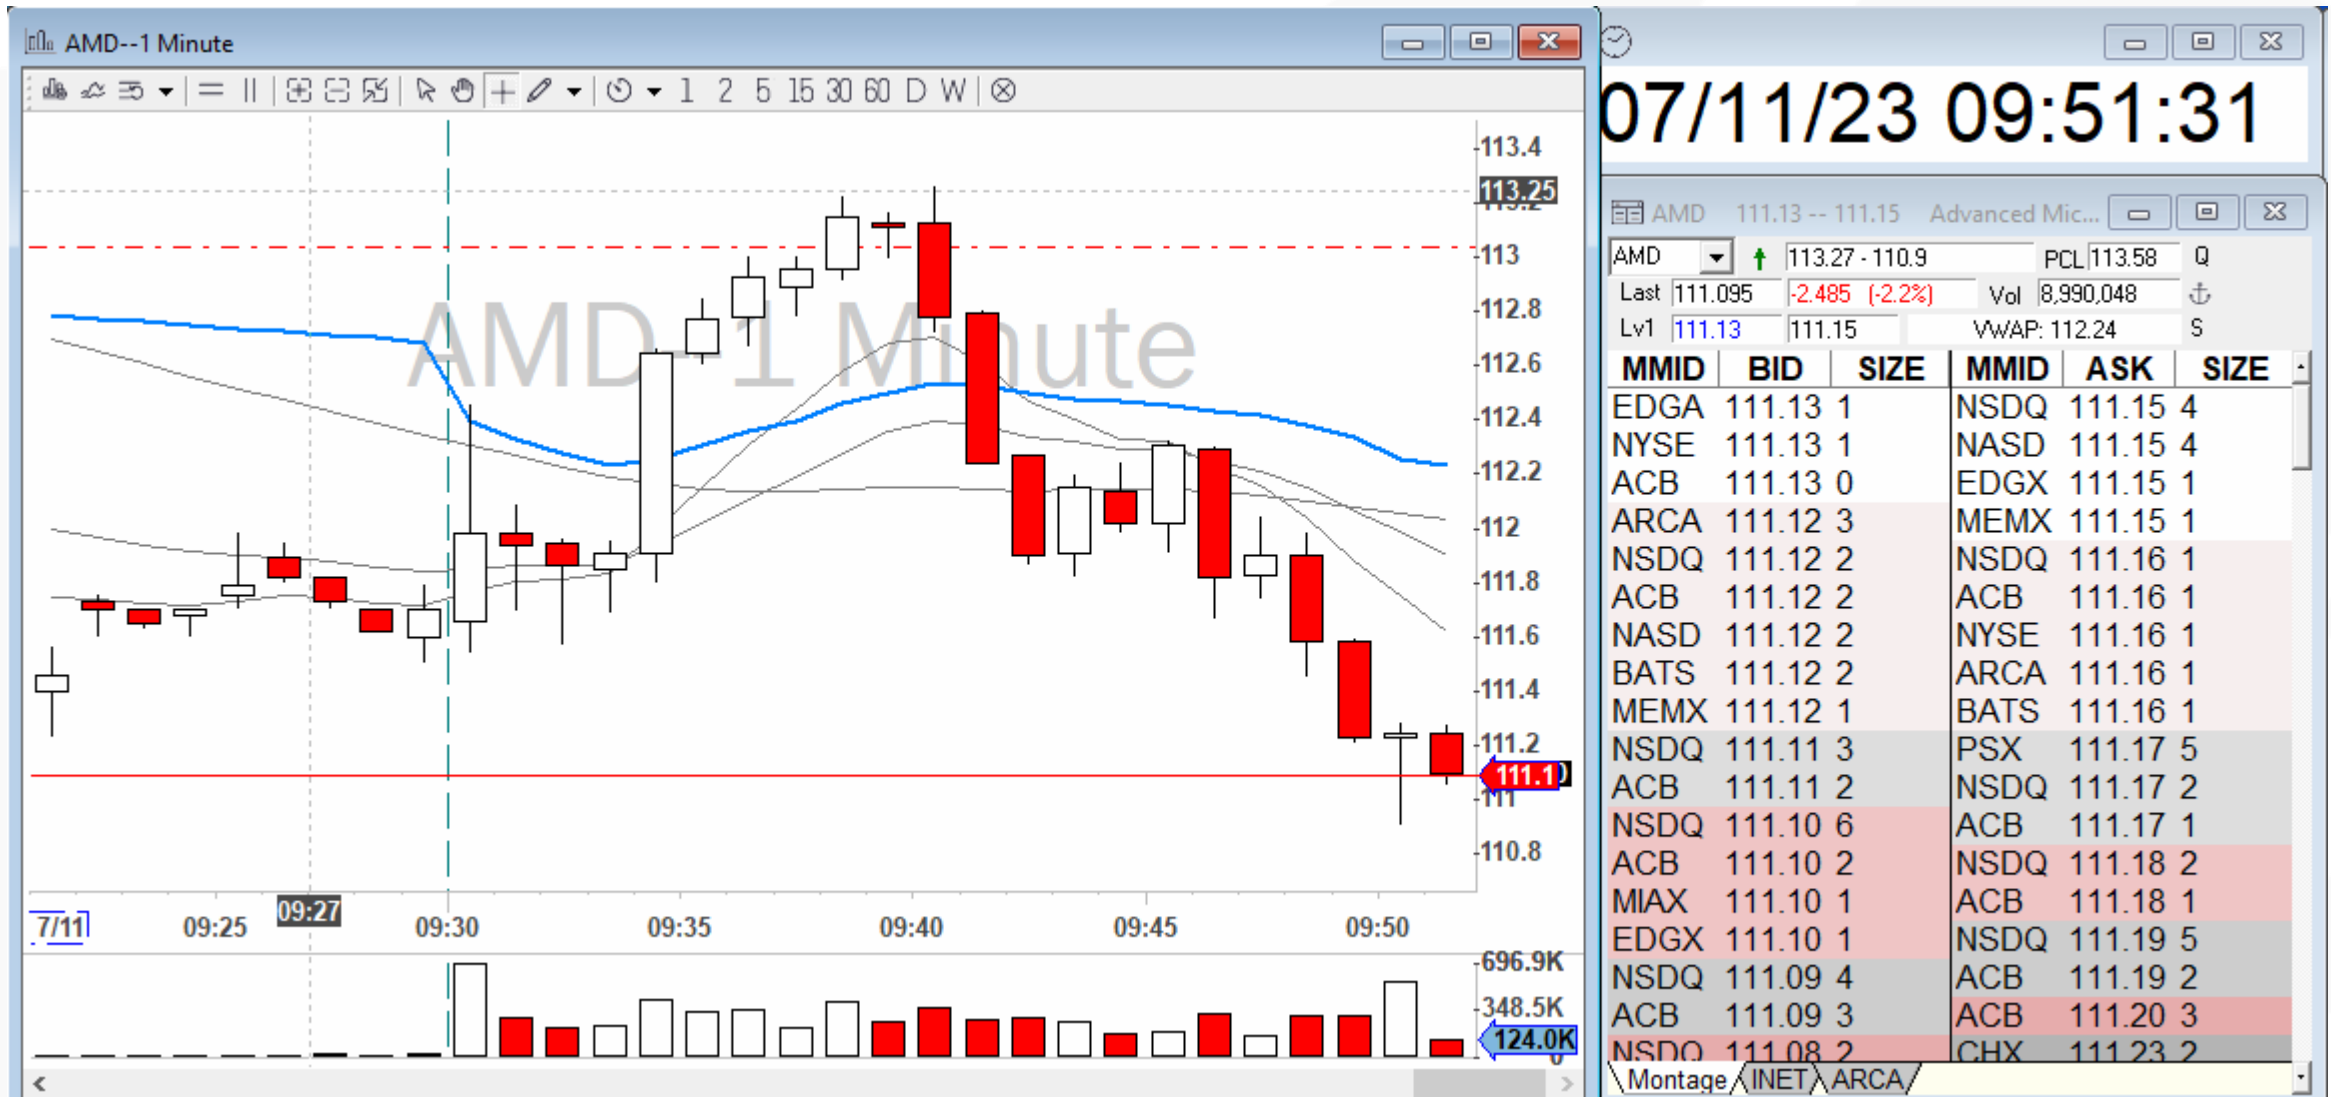 AMD--1 Minute
1 2 5 15 30 60 D W
AMD--1 Minute
113.4
113.25
113
112.8
112.6
112.4
112.2
112
111.8
111.6
111.4
111.2
111.1
111
110.8
7/11 09:25 09:27 09:30 09:35 09:40 09:45 09:50
696.9K
348.5K
124.0K
0
07/11/23 09:51:31
AMD 111.13 -- 111.15 Advanced Mic...
AMD 113.27 - 110.9 PCL 113.58 Q
Last 111.095 -2.485 (-2.2%) Vol 8,990,048
Lv1 111.13 111.15 VWAP: 112.24 S
MMID BID SIZE MMID ASK SIZE
EDGA 111.13 1 NSDQ 111.15 4
NYSE 111.13 1 NASD 111.15 4
ACB 111.13 0 EDGX 111.15 1
ARCA 111.12 3 MEMX 111.15 1
NSDQ 111.12 2 NSDQ 111.16 1
ACB 111.12 2 ACB 111.16 1
NASD 111.12 2 NYSE 111.16 1
BATS 111.12 2 ARCA 111.16 1
MEMX 111.12 1 BATS 111.16 1
NSDQ 111.11 3 PSX 111.17 5
ACB 111.11 2 NSDQ 111.17 2
NSDQ 111.10 6 ACB 111.17 1
ACB 111.10 2 NSDQ 111.18 2
MIAX 111.10 1 ACB 111.18 1
EDGX 111.10 1 NSDQ 111.19 5
NSDQ 111.09 4 ACB 111.19 2
ACB 111.09 3 ACB 111.20 3
NSDQ 111.08 2 CHX 111.23 2
Montage INET ARCA